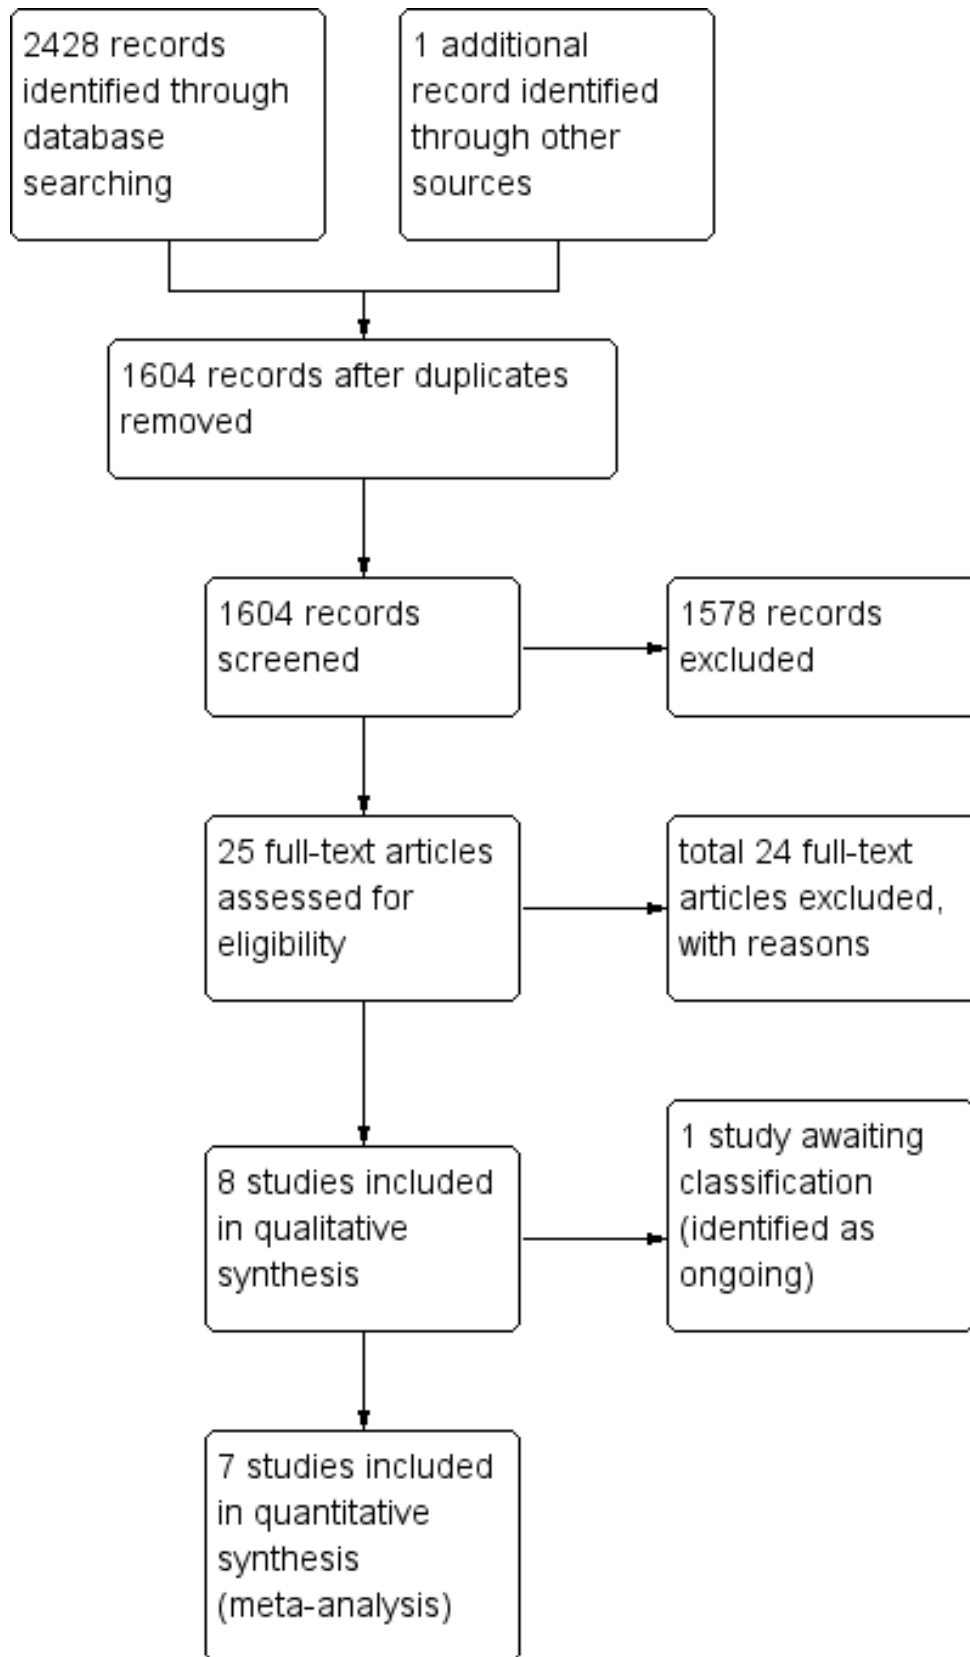 2428 records
identified through
database
searching
1 additional
record identified
through other
sources
1604 records after duplicates
removed
1604 records
screened
1578 records
excluded
25 full-text articles
assessed for
eligibility
total 24 full-text
articles excluded,
with reasons
8 studies included
in qualitative
synthesis
1 study awaiting
classification
(identified as
ongoing)
7 studies included
in quantitative
synthesis
(meta-analysis)